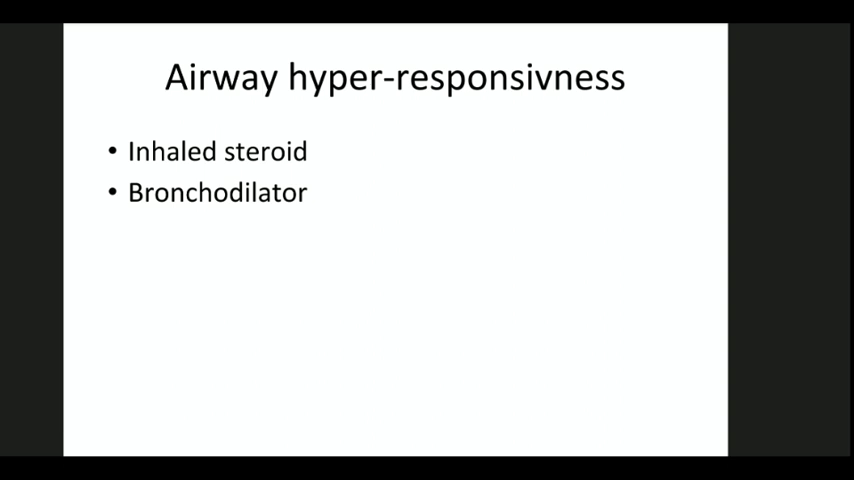 Airway hyper-responsivness
• Inhaled steroid
• Bronchodilator